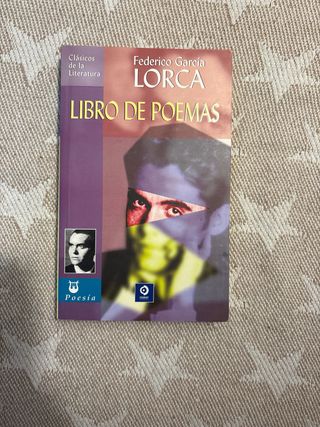 Clásicos
de la
Literatura
Federico García
LORCA
LIBRO DE POEMAS
Poesía